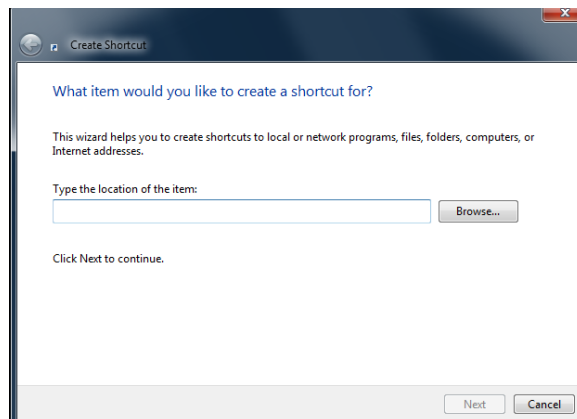 Create Shortcut
What item would you like to create a shortcut for?
This wizard helps you to create shortcuts to local or network programs, files, folders, computers, or
Internet addresses.
Type the location of the item:
Browse...
Click Next to continue.
Next Cancel